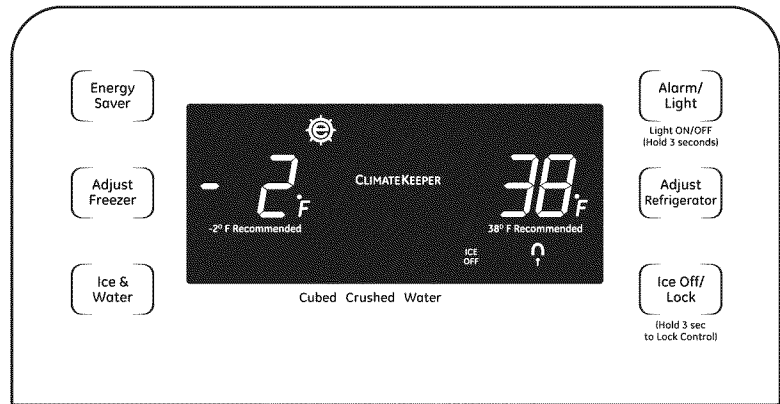 Energy
Saver
Alarm/
Light
Light ON/OFF
(Hold 3 seconds)
e
Adjust
Freezer
-2°F
CLIMATEKEEPER
38°F
Adjust
Refrigerator
-2° F Recommended
38° F Recommended
ICE
OFF
Ice &
Water
Ice Off/
Lock
Cubed Crushed Water
(Hold 3 sec
to Lock Control)